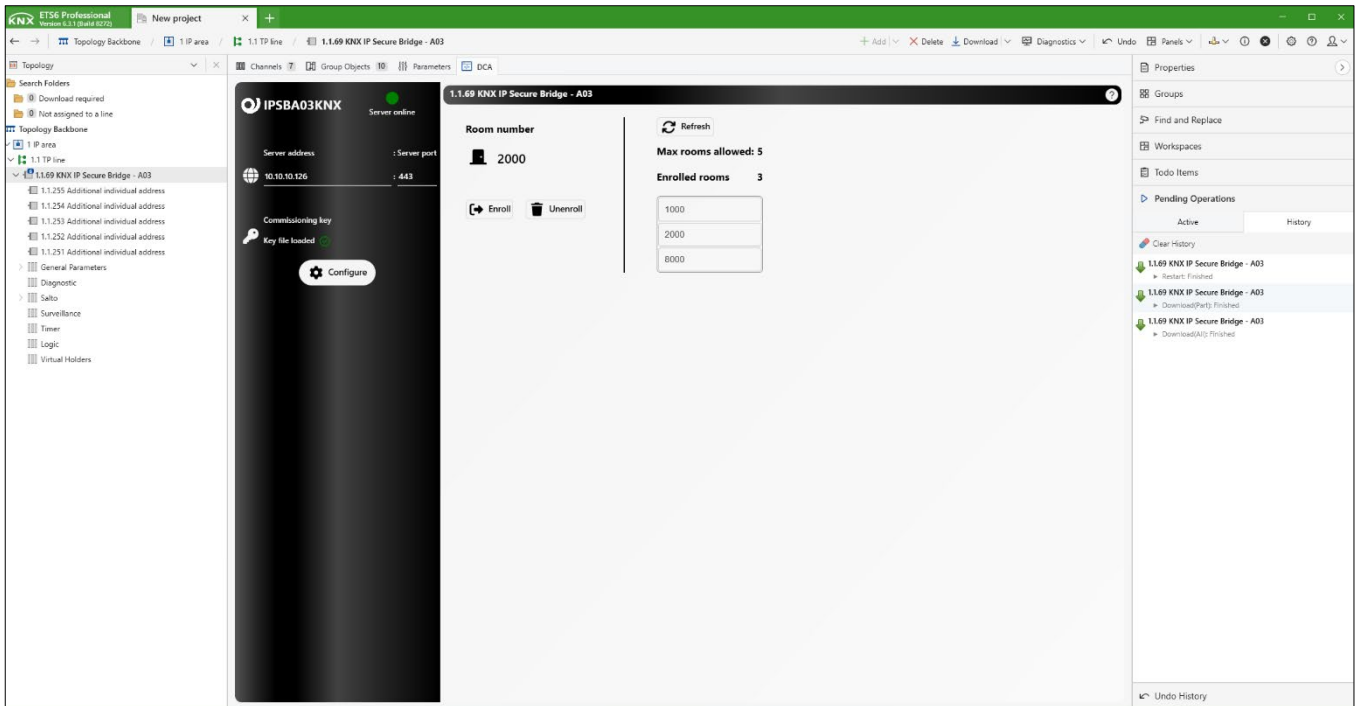 KNX ETS6 Professional
Version 6.3.1 (Build 8272)
New project
Topology Backbone / 1 IP area / 1.1 TP line / 1.1.69 KNX IP Secure Bridge - A03
Add Delete Download Diagnostics Undo Panels
Topology
Search Folders
0 Download required
0 Not assigned to a line
Topology Backbone
1 IP area
1.1 TP line
1.1.69 KNX IP Secure Bridge - A03
1.1.255 Additional individual address
1.1.254 Additional individual address
1.1.253 Additional individual address
1.1.252 Additional individual address
1.1.251 Additional individual address
General Parameters
Diagnostic
Salto
Surveillance
Timer
Logic
Virtual Holders
Channels 7 Group Objects 10 Parameters DCA
IPSBA03KNX
Server online
Server address : Server port
10.10.10.126 : 443
Commissioning key
Key file loaded
Configure
1.1.69 KNX IP Secure Bridge - A03 ?
Room number
2000
Enroll Unenroll
Refresh
Max rooms allowed: 5
Enrolled rooms 3
1000
2000
8000
Properties
Groups
Find and Replace
Workspaces
Todo Items
Pending Operations
Active History
Clear History
1.1.69 KNX IP Secure Bridge - A03
Restart: Finished
1.1.69 KNX IP Secure Bridge - A03
Download(Part): Finished
1.1.69 KNX IP Secure Bridge - A03
Download(All): Finished
Undo History